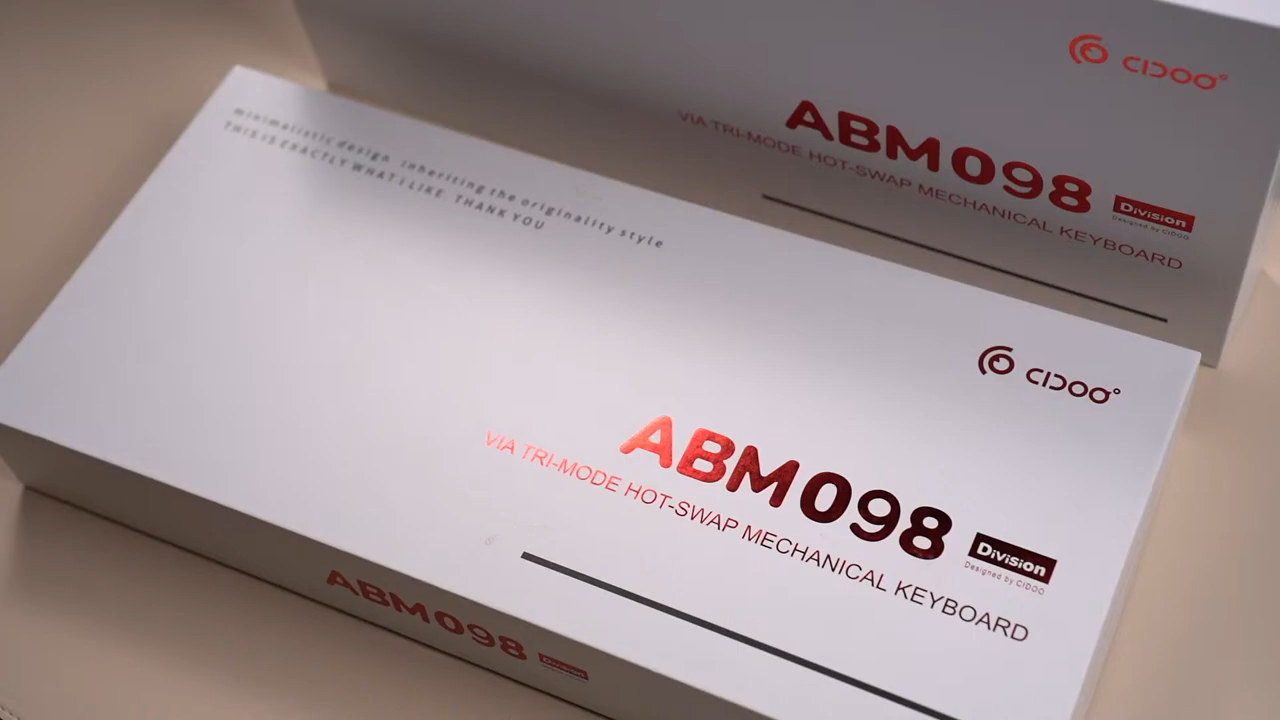 CIDOO
ABM098
Division
Designed by CIDOO
VIA TRI-MODE HOT-SWAP MECHANICAL KEYBOARD
minimalistic design inheriting the originality style
THIS IS EXACTLY WHAT I LIKE. THANK YOU
CIDOO
ABM098
Division
Designed by CIDOO
VIA TRI-MODE HOT-SWAP MECHANICAL KEYBOARD
ABM098
Division